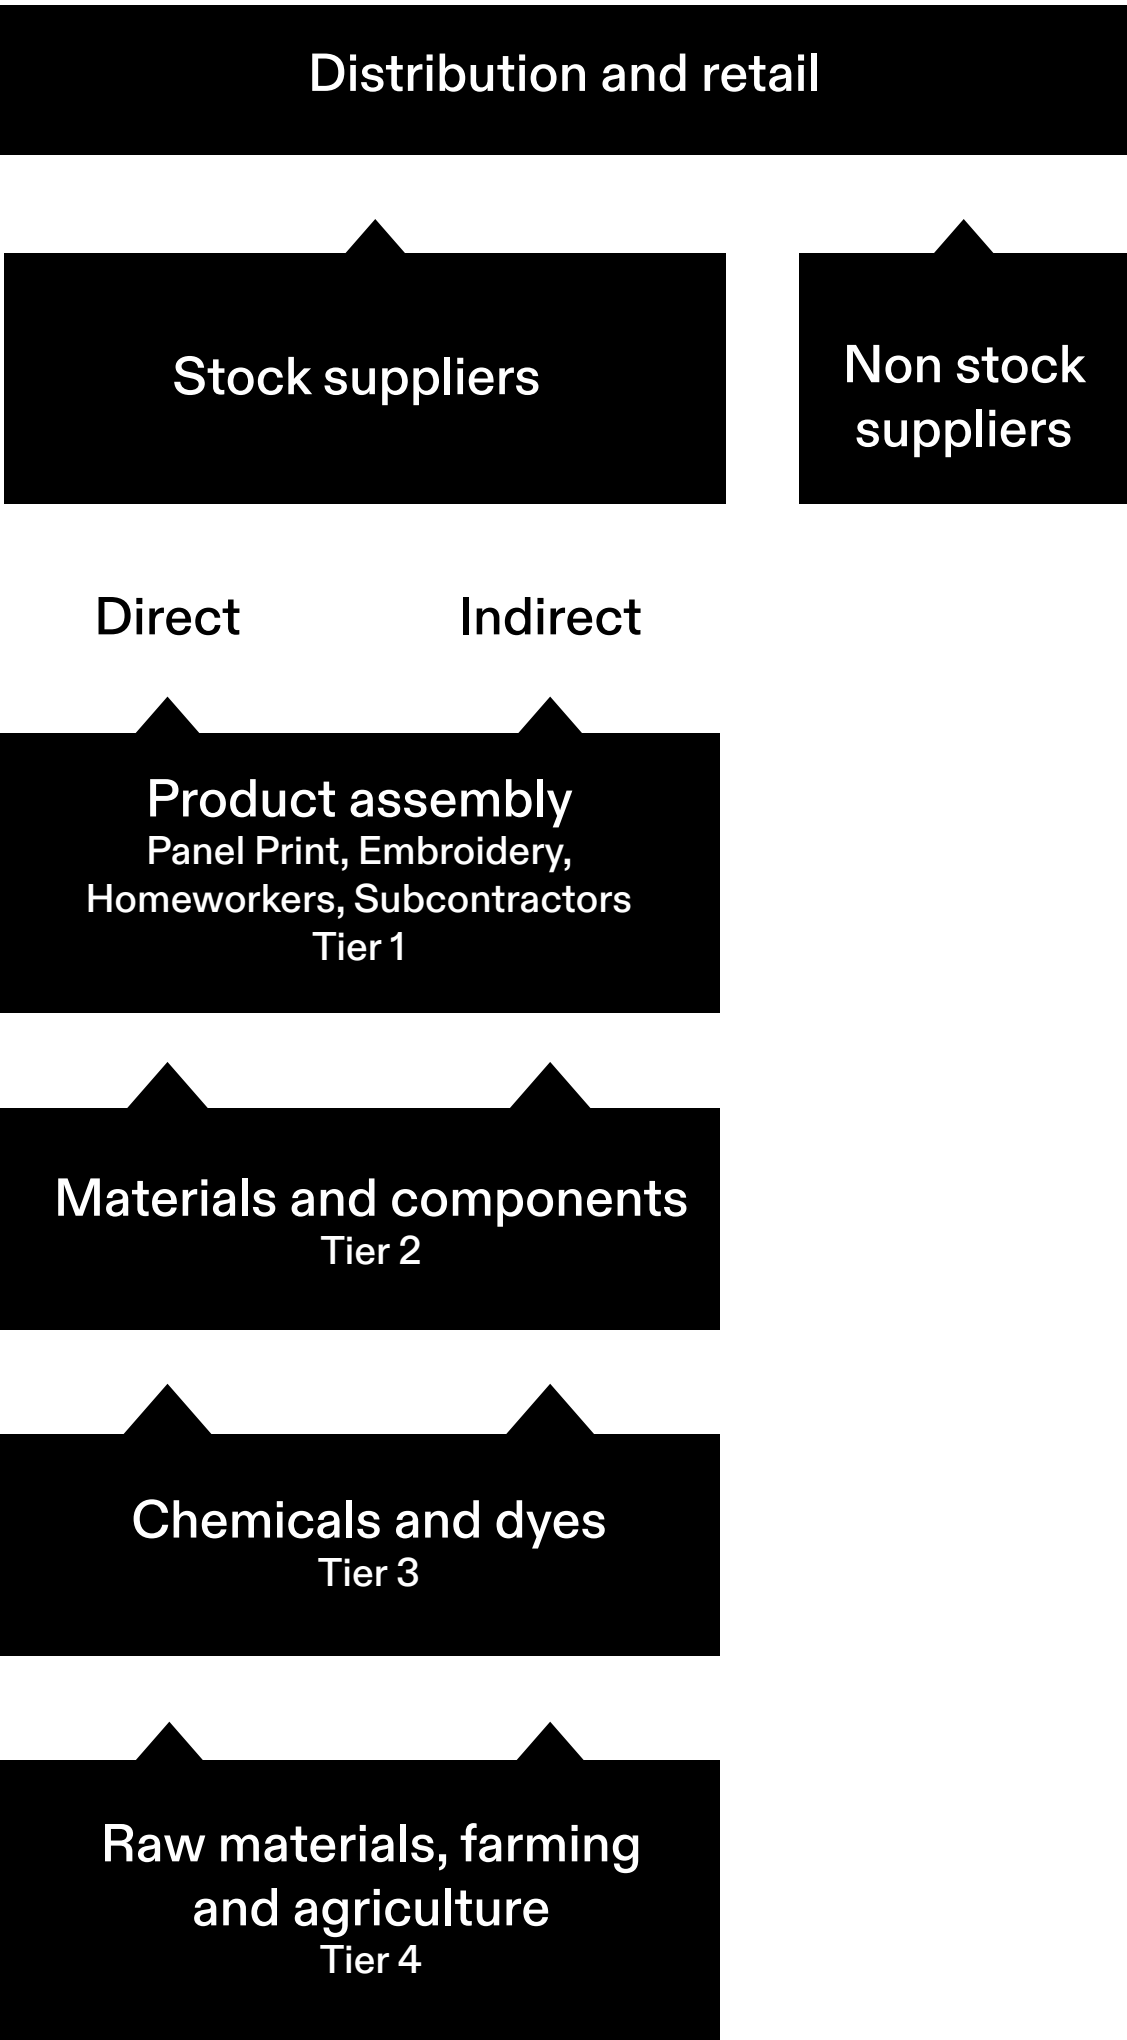 Distribution and retail
Stock suppliers
Non stock
suppliers
Direct
Indirect
Product assembly
Panel Print, Embroidery,
Homeworkers, Subcontractors
Tier 1
Materials and components
Tier 2
Chemicals and dyes
Tier 3
Raw materials, farming
and agriculture
Tier 4